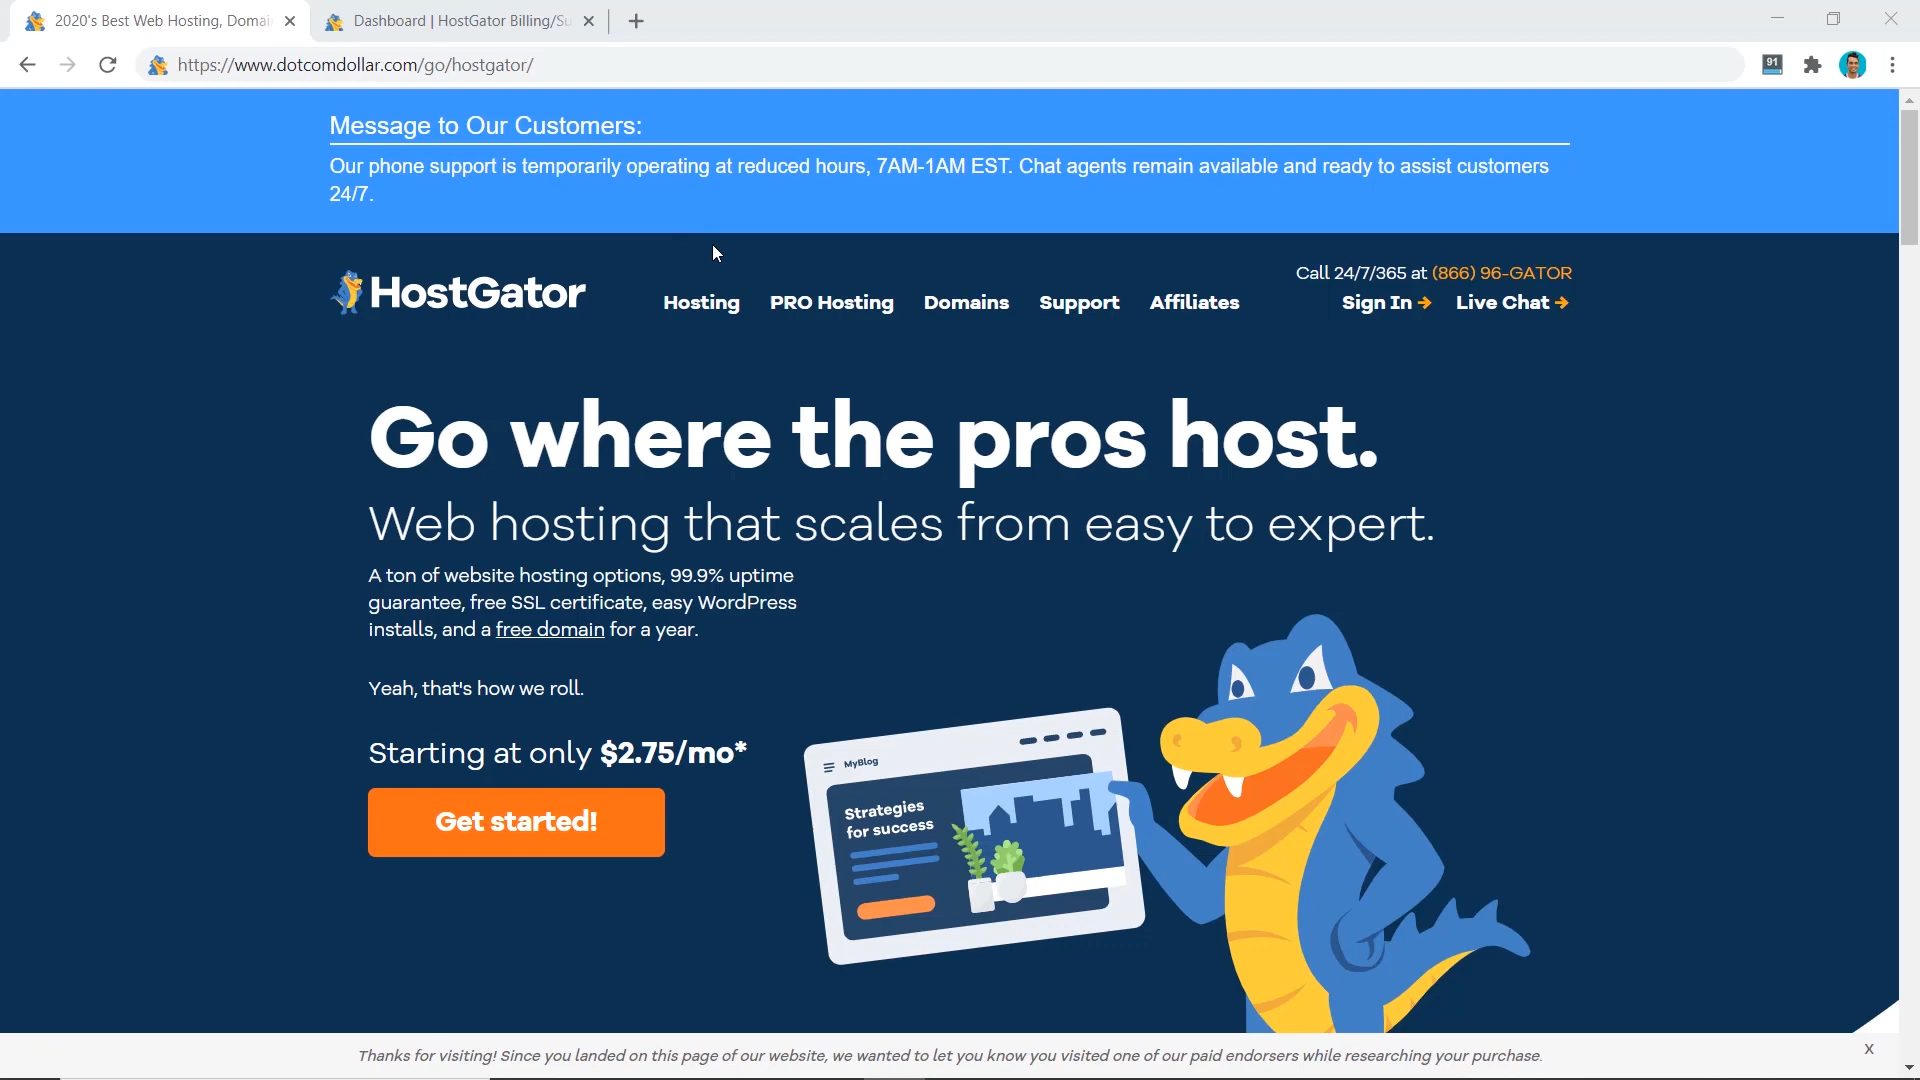 2020's Best Web Hosting, Domai
Dashboard | HostGator Billing/Su
https://www.dotcomdollar.com/go/hostgator/
91
Message to Our Customers:
Our phone support is temporarily operating at reduced hours, 7AM-1AM EST. Chat agents remain available and ready to assist customers
24/7.
HostGator
Call 24/7/365 at (866) 96-GATOR
Hosting PRO Hosting Domains Support Affiliates Sign In Live Chat
Go where the pros host.
Web hosting that scales from easy to expert.
A ton of website hosting options, 99.9% uptime
guarantee, free SSL certificate, easy WordPress
installs, and a free domain for a year.
Yeah, that's how we roll.
Starting at only $2.75/mo*
Get started!
MyBlog
Strategies
for success
Thanks for visiting! Since you landed on this page of our website, we wanted to let you know you visited one of our paid endorsers while researching your purchase.
x